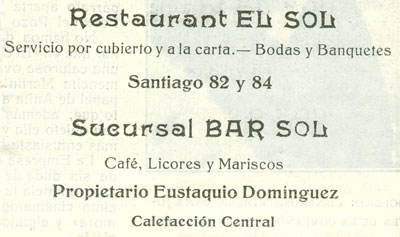 Restaurant EL SOL
Servicio por cubierto y a la carta.— Bodas y Banquetes
Santiago 82 y 84
Sucursal BAR SOL
Café, Licores y Mariscos
Propietario Eustaquio Domínguez
Calefacción Central